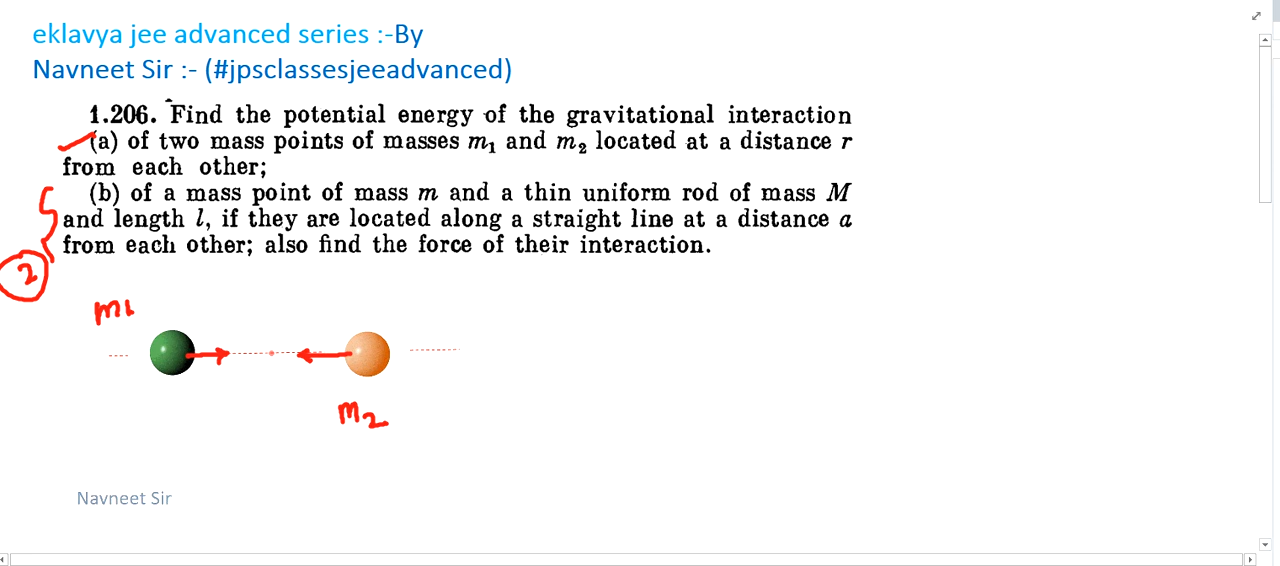 eklavya jee advanced series :-By
Navneet Sir :- (#jpsclassesjeeadvanced)
1.206. Find the potential energy of the gravitational interaction
(a) of two mass points of masses m₁ and m₂ located at a distance r
from each other;
(b) of a mass point of mass m and a thin uniform rod of mass M
and length l, if they are located along a straight line at a distance a
from each other; also find the force of their interaction.
2
m1
m2
Navneet Sir